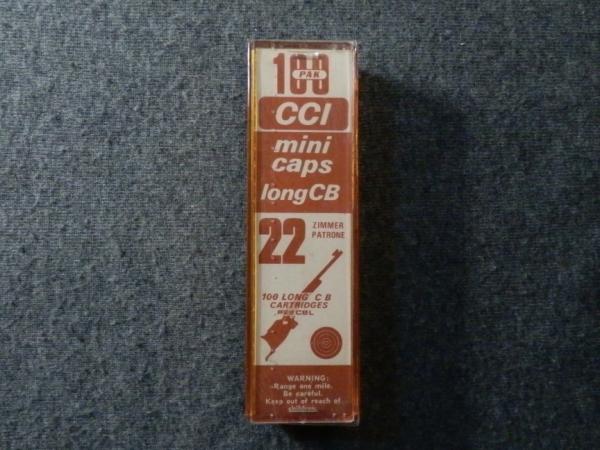 100
PAK
CCI
mini
caps
longCB
22
ZIMMER
PATRONE
100 LONG CB
CARTRIDGES
WARNING:
Range one mile.
Be careful.
Keep out of reach of
children.